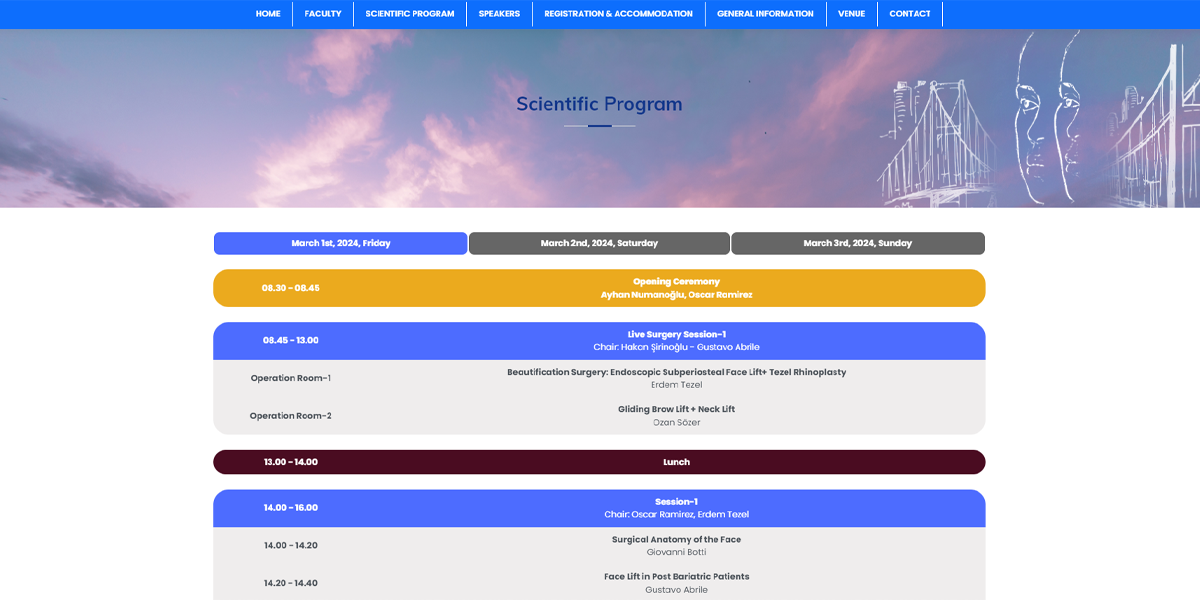 HOME
FACULTY
SCIENTIFIC PROGRAM
SPEAKERS
REGISTRATION & ACCOMMODATION
GENERAL INFORMATION
VENUE
CONTACT
Scientific Program
March 1st, 2024, Friday
March 2nd, 2024, Saturday
March 3rd, 2024, Sunday
08.30 - 08.45
Opening Ceremony
Ayhan Numanoğlu, Oscar Ramirez
08.45 - 13.00
Live Surgery Session-1
Chair: Hakan Şirinoğlu - Gustavo Abrile
Operation Room-1
Beautification Surgery: Endoscopic Subperiosteal Face Lift+ Tezel Rhinoplasty
Erdem Tezel
Operation Room-2
Gliding Brow Lift + Neck Lift
Ozan Sözer
13.00 - 14.00
Lunch
14.00 - 16.00
Session-1
Chair: Oscar Ramirez, Erdem Tezel
14.00 - 14.20
Surgical Anatomy of the Face
Giovanni Botti
14.20 - 14.40
Face Lift in Post Bariatric Patients
Gustavo Abrile